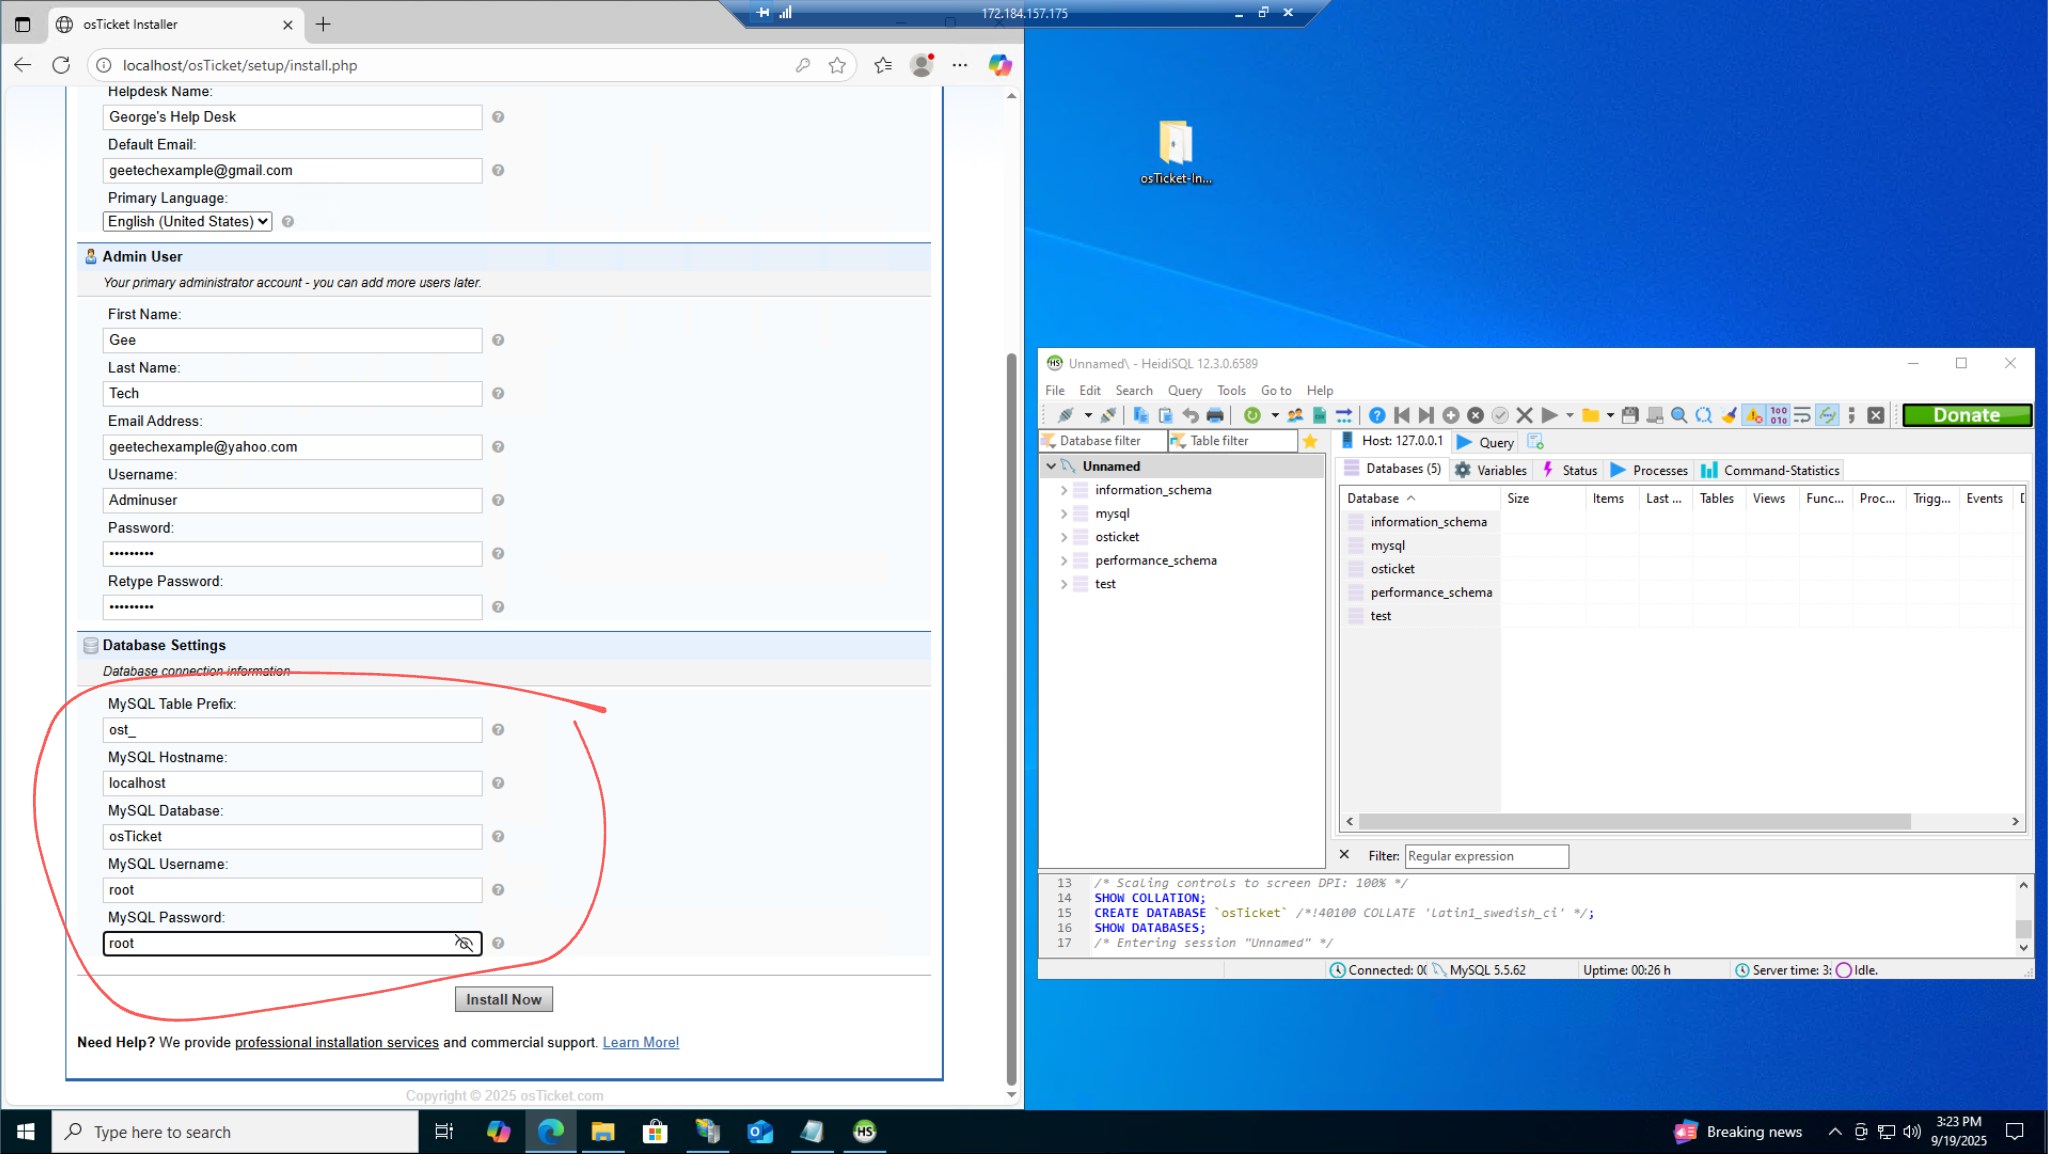 172.184.157.175
osTicket Installer
localhost/osTicket/setup/install.php
Helpdesk Name:
George's Help Desk
Default Email:
geetechexample@gmail.com
Primary Language:
English (United States)
Admin User
Your primary administrator account - you can add more users later.
First Name:
Gee
Last Name:
Tech
Email Address:
geetechexample@yahoo.com
Username:
Adminuser
Password:
•••••••••
Retype Password:
•••••••••
Database Settings
Database connection information
MySQL Table Prefix:
ost_
MySQL Hostname:
localhost
MySQL Database:
osTicket
MySQL Username:
root
MySQL Password:
root
Install Now
Need Help? We provide professional installation services and commercial support. Learn More!
Copyright © 2025 osTicket.com
osTicket-In...
Unnamed\ - HeidiSQL 12.3.0.6589
File Edit Search Query Tools Go to Help
Donate
Database filter Table filter
Host: 127.0.0.1 Query
Unnamed
information_schema
mysql
osticket
performance_schema
test
Databases (5) Variables Status Processes Command-Statistics
Database Size Items Last ... Tables Views Func... Proc... Trigg... Events
information_schema
mysql
osticket
performance_schema
test
Filter: Regular expression
13 /* Scaling controls to screen DPI: 100% */
14 SHOW COLLATION;
15 CREATE DATABASE `osTicket` /*!40100 COLLATE 'latin1_swedish_ci' */;
16 SHOW DATABASES;
17 /* Entering session "Unnamed" */
Connected: 00 MySQL 5.5.62 Uptime: 00:26 h Server time: 3: Idle.
Type here to search
Breaking news
3:23 PM
9/19/2025